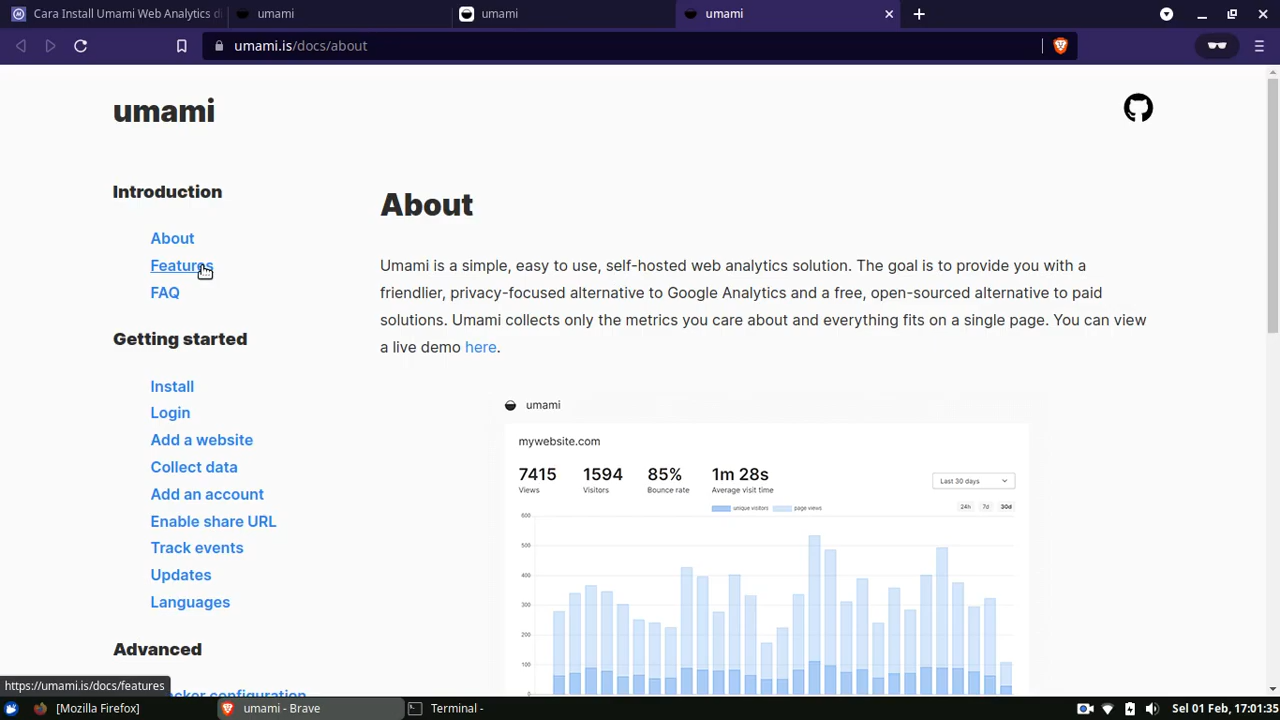 Cara Install Umami Web Analytics d
umami
umami
umami
umami.is/docs/about
umami
Introduction
About
Features
FAQ
Getting started
Install
Login
Add a website
Collect data
Add an account
Enable share URL
Track events
Updates
Languages
Advanced
Tracker configuration
About
Umami is a simple, easy to use, self-hosted web analytics solution. The goal is to provide you with a
friendlier, privacy-focused alternative to Google Analytics and a free, open-sourced alternative to paid
solutions. Umami collects only the metrics you care about and everything fits on a single page. You can view
a live demo here.
umami
mywebsite.com
7415 1594 85% 1m 28s
Views Visitors Bounce rate Average visit time
Last 30 days
unique visitors page views
24h 7d 30d
600
500
400
300
200
100
https://umami.is/docs/features
[Mozilla Firefox] umami - Brave Terminal - Sel 01 Feb, 17:01:35